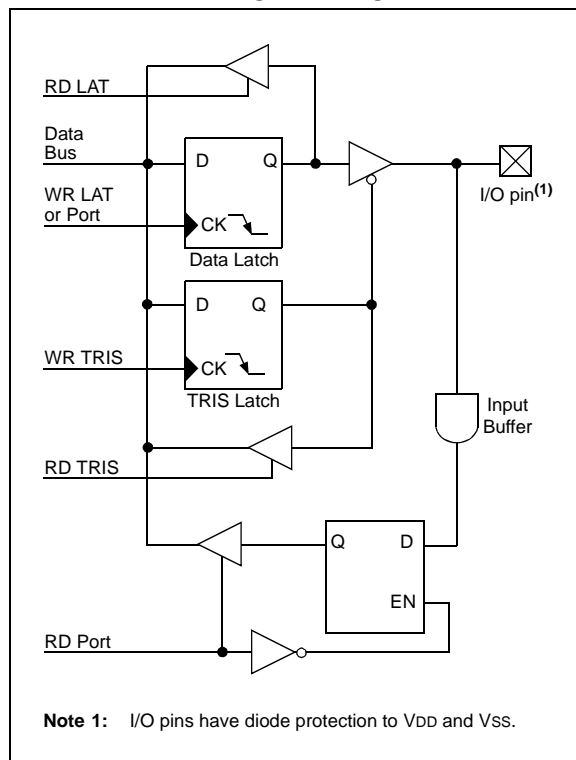 RD LAT
Data
Bus
D Q
WR LAT
or Port
CK
Data Latch
I/O pin(1)
D Q
WR TRIS
CK
TRIS Latch
Input
Buffer
RD TRIS
Q D
EN
RD Port
Note 1: I/O pins have diode protection to VDD and VSS.